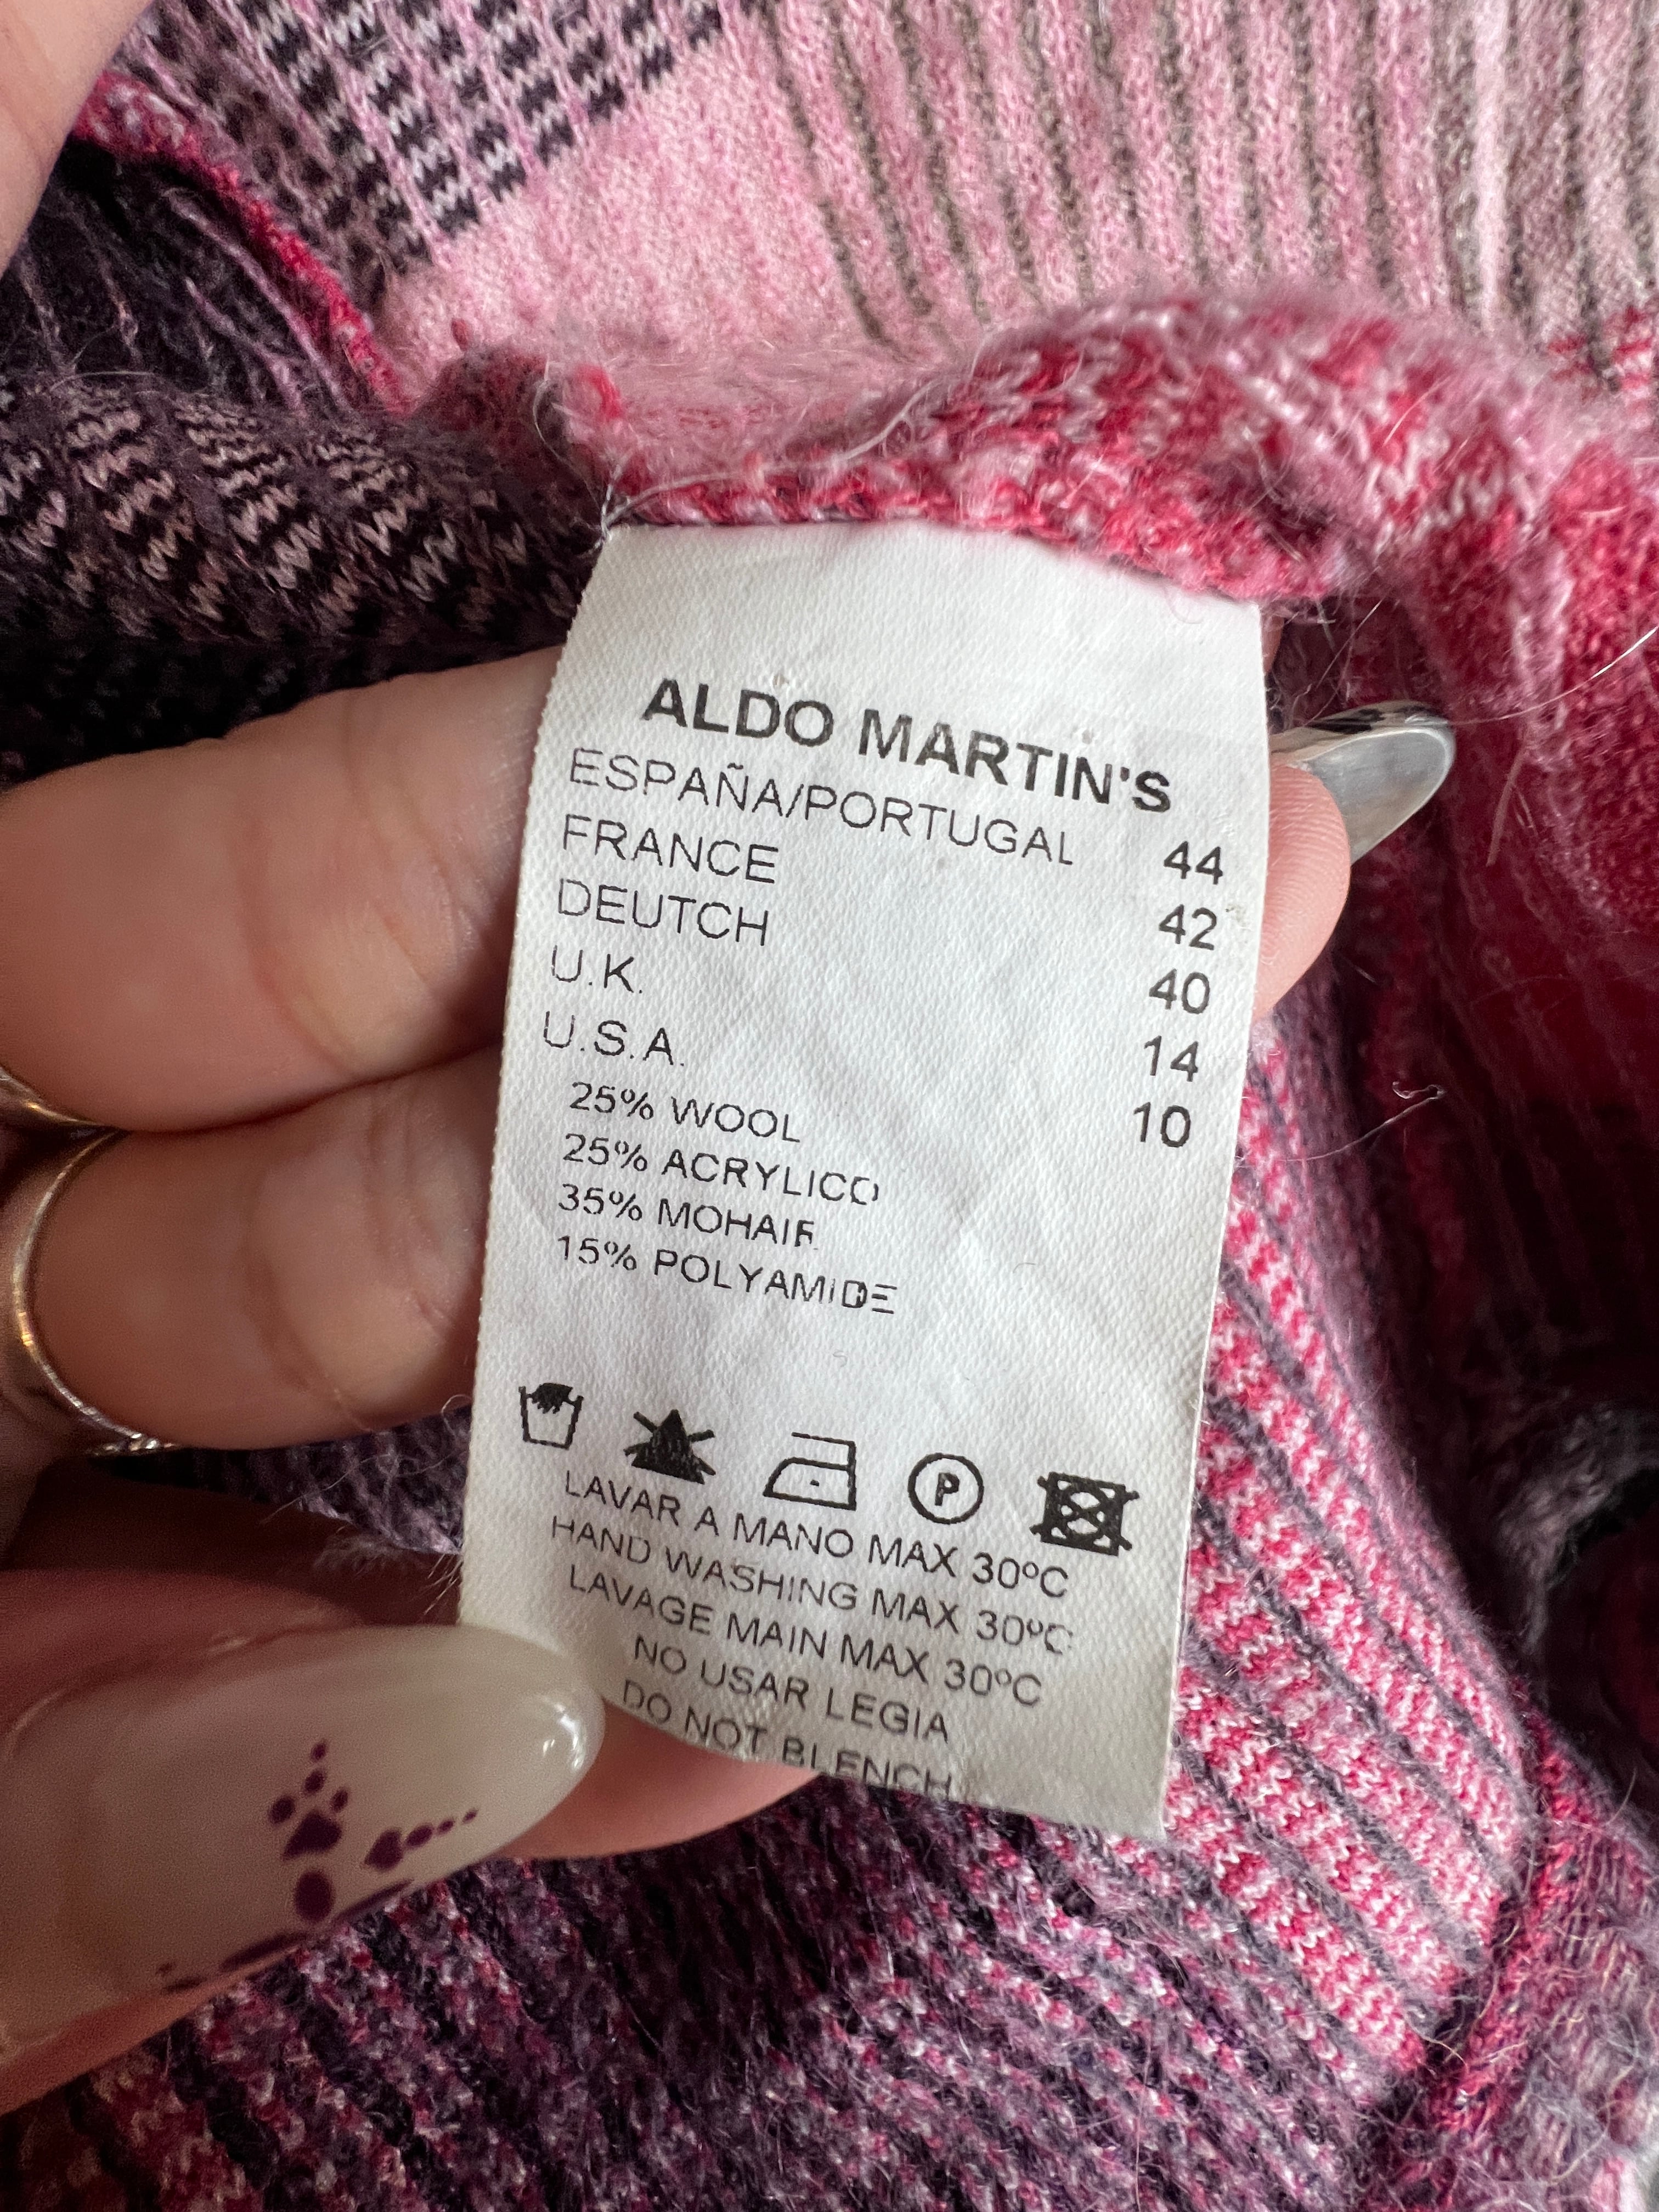 ALDO MARTIN'S
ESPAÑA/PORTUGAL 44
FRANCE 42
DEUTCH 40
U.K. 14
U.S.A. 10
25% WOOL
25% ACRYLICO
35% MOHAIR
15% POLYAMIDE
P
LAVAR A MANO MAX 30ºC
HAND WASHING MAX 30ºC
LAVAGE MAIN MAX 30ºC
NO USAR LEGIA
DO NOT BLENCH